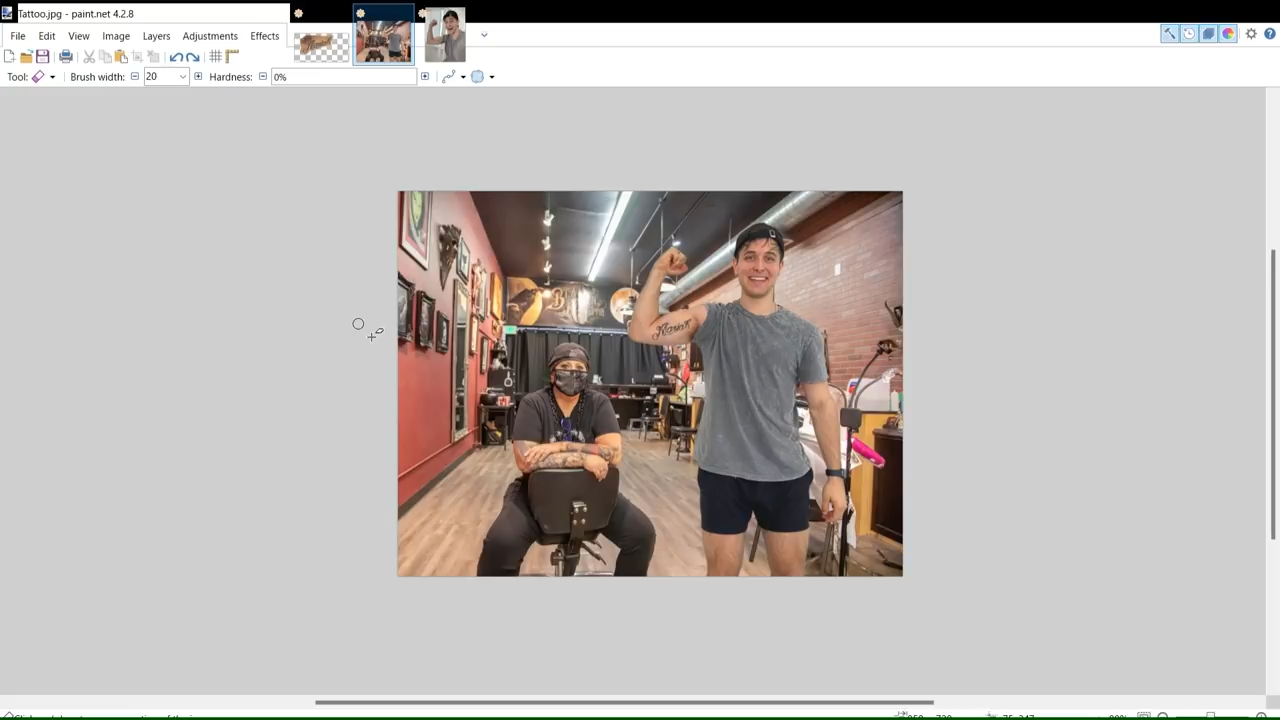 Tattoo.jpg - paint.net 4.2.8
File Edit View Image Layers Adjustments Effects
Tool: Brush width: 20 Hardness: 0%